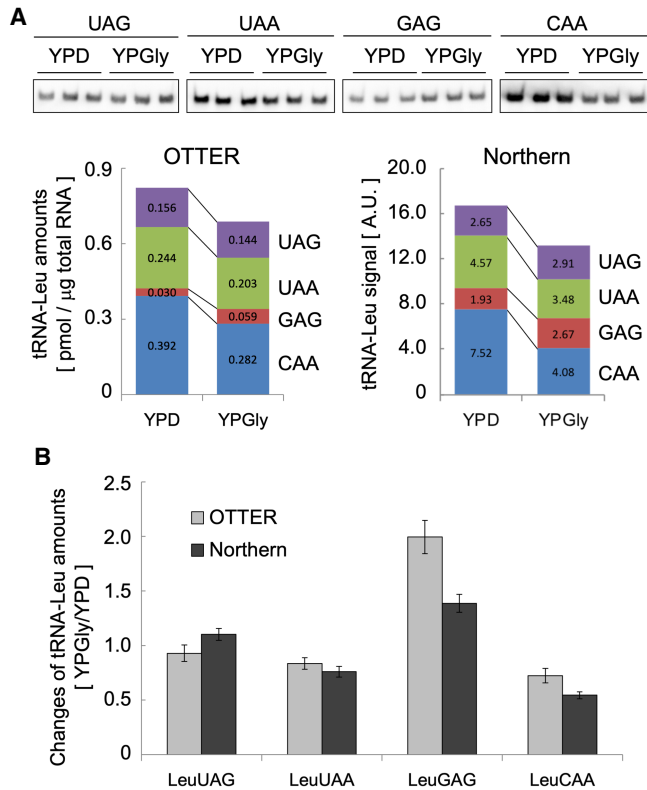 A
UAG UAA GAG CAA
YPD YPGly YPD YPGly YPD YPGly YPD YPGly
OTTER
tRNA-Leu amounts
[ pmol / μg total RNA ]
0.9
0.6
0.3
0
0.156
0.244
0.030
0.392
0.144
0.203
0.059
0.282
UAG
UAA
GAG
CAA
YPD YPGly
Northern
tRNA-Leu signal [ A.U. ]
20.0
16.0
12.0
8.0
4.0
0
2.65
4.57
1.93
7.52
2.91
3.48
2.67
4.08
UAG
UAA
GAG
CAA
YPD YPGly
B
Changes of tRNA-Leu amounts
[ YPGly/YPD ]
2.5
2.0
1.5
1.0
0.5
0
OTTER
Northern
LeuUAG LeuUAA LeuGAG LeuCAA